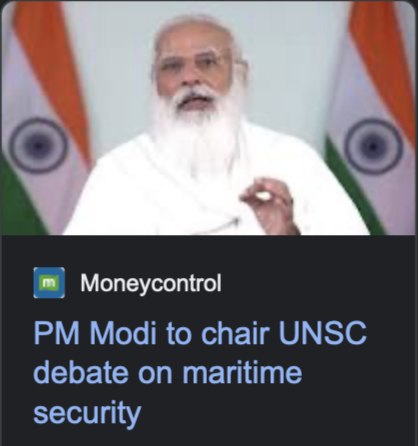 m
Moneycontrol
PM Modi to chair UNSC
debate on maritime
security